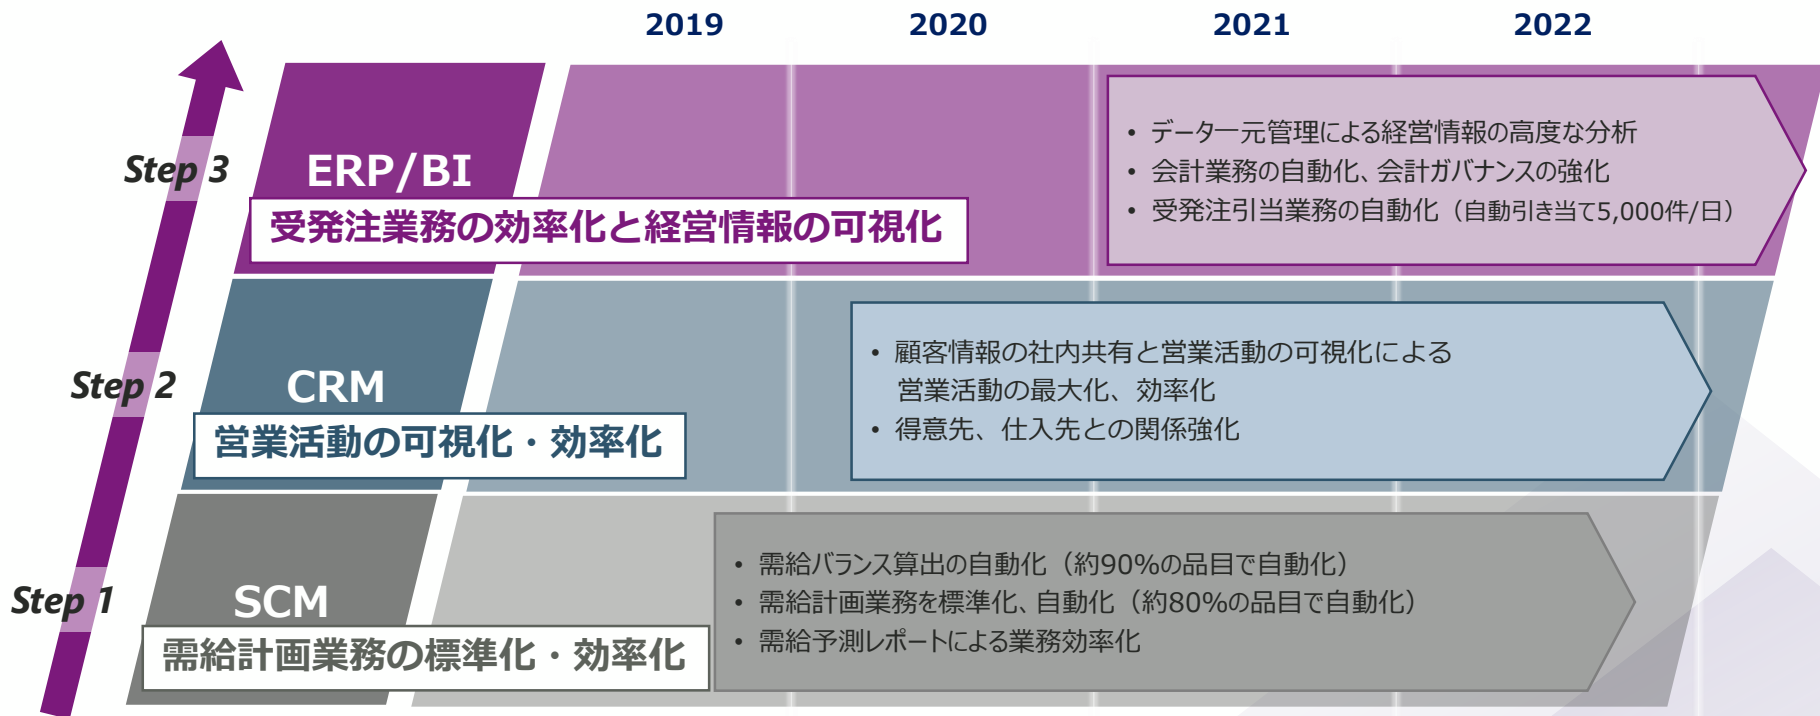 2019 2020 2021 2022
Step 3
ERP/BI
受発注業務の効率化と経営情報の可視化
• データ一元管理による経営情報の高度な分析
• 会計業務の自動化、会計ガバナンスの強化
• 受発注引当業務の自動化（自動引き当て5,000件/日）
Step 2
CRM
営業活動の可視化・効率化
• 顧客情報の社内共有と営業活動の可視化による
営業活動の最大化、効率化
• 得意先、仕入先との関係強化
Step 1
SCM
需給計画業務の標準化・効率化
• 需給バランス算出の自動化（約90%の品目で自動化）
• 需給計画業務を標準化、自動化（約80%の品目で自動化）
• 需給予測レポートによる業務効率化